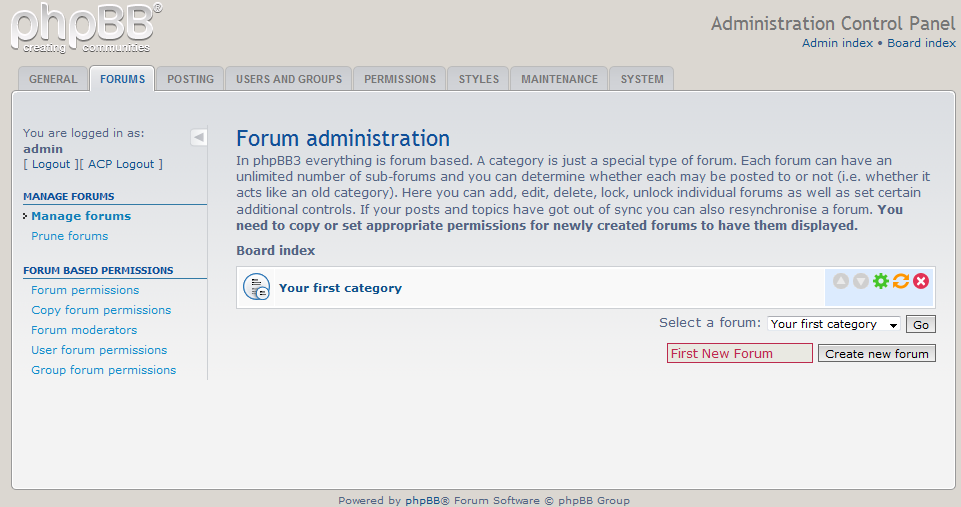 phpBB®
creating communities
Administration Control Panel
Admin index • Board index
GENERAL
FORUMS
POSTING
USERS AND GROUPS
PERMISSIONS
STYLES
MAINTENANCE
SYSTEM
You are logged in as:
admin
[ Logout ][ ACP Logout ]
MANAGE FORUMS
Manage forums
Prune forums
FORUM BASED PERMISSIONS
Forum permissions
Copy forum permissions
Forum moderators
User forum permissions
Group forum permissions
Forum administration
In phpBB3 everything is forum based. A category is just a special type of forum. Each forum can have an
unlimited number of sub-forums and you can determine whether each may be posted to or not (i.e. whether it
acts like an old category). Here you can add, edit, delete, lock, unlock individual forums as well as set certain
additional controls. If your posts and topics have got out of sync you can also resynchronise a forum. You
need to copy or set appropriate permissions for newly created forums to have them displayed.
Board index
Your first category
Select a forum: Your first category Go
First New Forum Create new forum
Powered by phpBB® Forum Software © phpBB Group